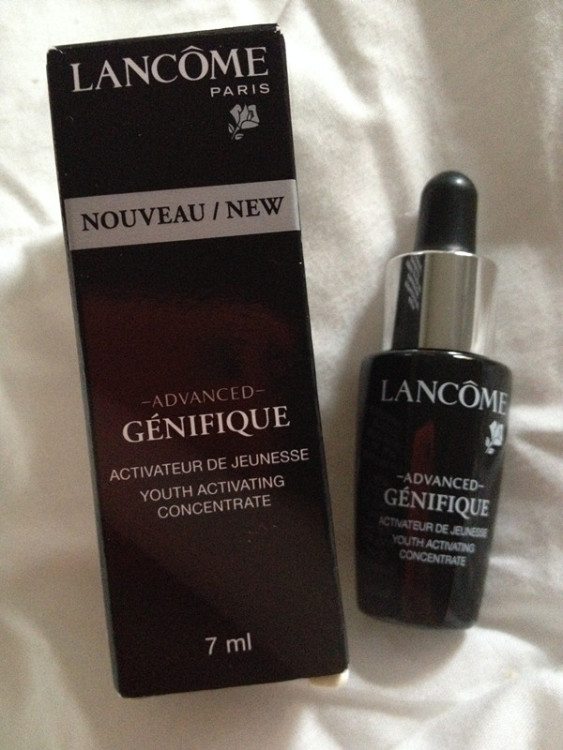 LANCÔME
PARIS
NOUVEAU / NEW
-ADVANCED-
GÉNIFIQUE
ACTIVATEUR DE JEUNESSE
YOUTH ACTIVATING
CONCENTRATE
7 ml
LANCÔME
-ADVANCED-
GÉNIFIQUE
ACTIVATEUR DE JEUNESSE
YOUTH ACTIVATING
CONCENTRATE